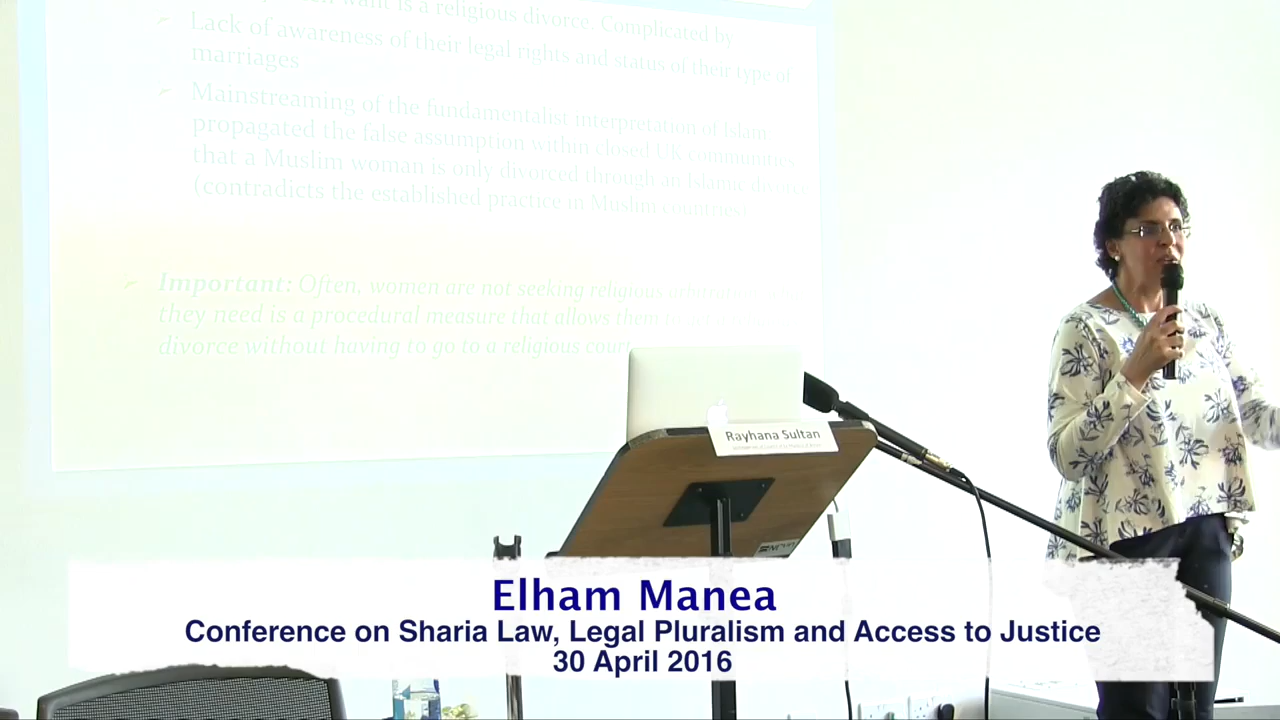 want is a religious divorce. Complicated by
Lack of awareness of their legal rights and status of their type of
marriages
Mainstreaming of the fundamentalist interpretation of Islam
propagated the false assumption within closed UK communities
that a Muslim woman is only divorced through an Islamic divorce
(contradicts the established practice in Muslim countries)
Important: Often, women are not seeking religious arbitration
they need is a procedural measure that allows them to
divorce without having to go to a religious court
Rayhana Sultan
Elham Manea
Conference on Sharia Law, Legal Pluralism and Access to Justice
30 April 2016